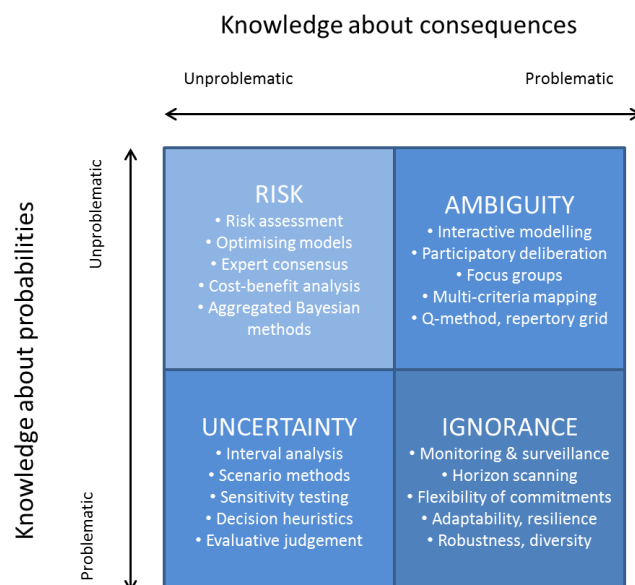 Knowledge about consequences
Unproblematic
Problematic
Knowledge about probabilities
Unproblematic
Problematic
RISK
• Risk assessment
• Optimising models
• Expert consensus
• Cost-benefit analysis
• Aggregated Bayesian
methods
AMBIGUITY
• Interactive modelling
• Participatory deliberation
• Focus groups
• Multi-criteria mapping
• Q-method, repertory grid
UNCERTAINTY
• Interval analysis
• Scenario methods
• Sensitivity testing
• Decision heuristics
• Evaluative judgement
IGNORANCE
• Monitoring & surveillance
• Horizon scanning
• Flexibility of commitments
• Adaptability, resilience
• Robustness, diversity